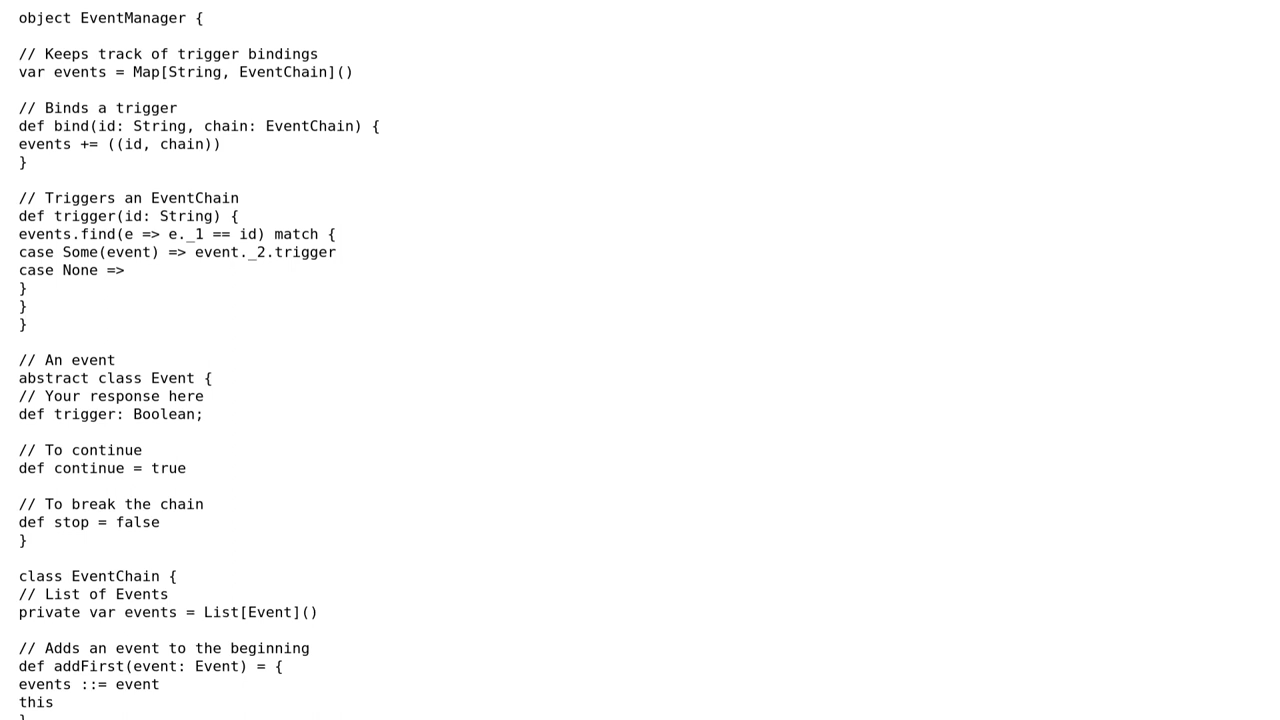 object EventManager {
// Keeps track of trigger bindings
var events = Map[String, EventChain]()
// Binds a trigger
def bind(id: String, chain: EventChain) {
events += ((id, chain))
}
// Triggers an EventChain
def trigger(id: String) {
events.find(e => e._1 == id) match {
case Some(event) => event._2.trigger
case None =>
}
}
}
// An event
abstract class Event {
// Your response here
def trigger: Boolean;
// To continue
def continue = true
// To break the chain
def stop = false
}
class EventChain {
// List of Events
private var events = List[Event]()
// Adds an event to the beginning
def addFirst(event: Event) = {
events ::= event
this
}